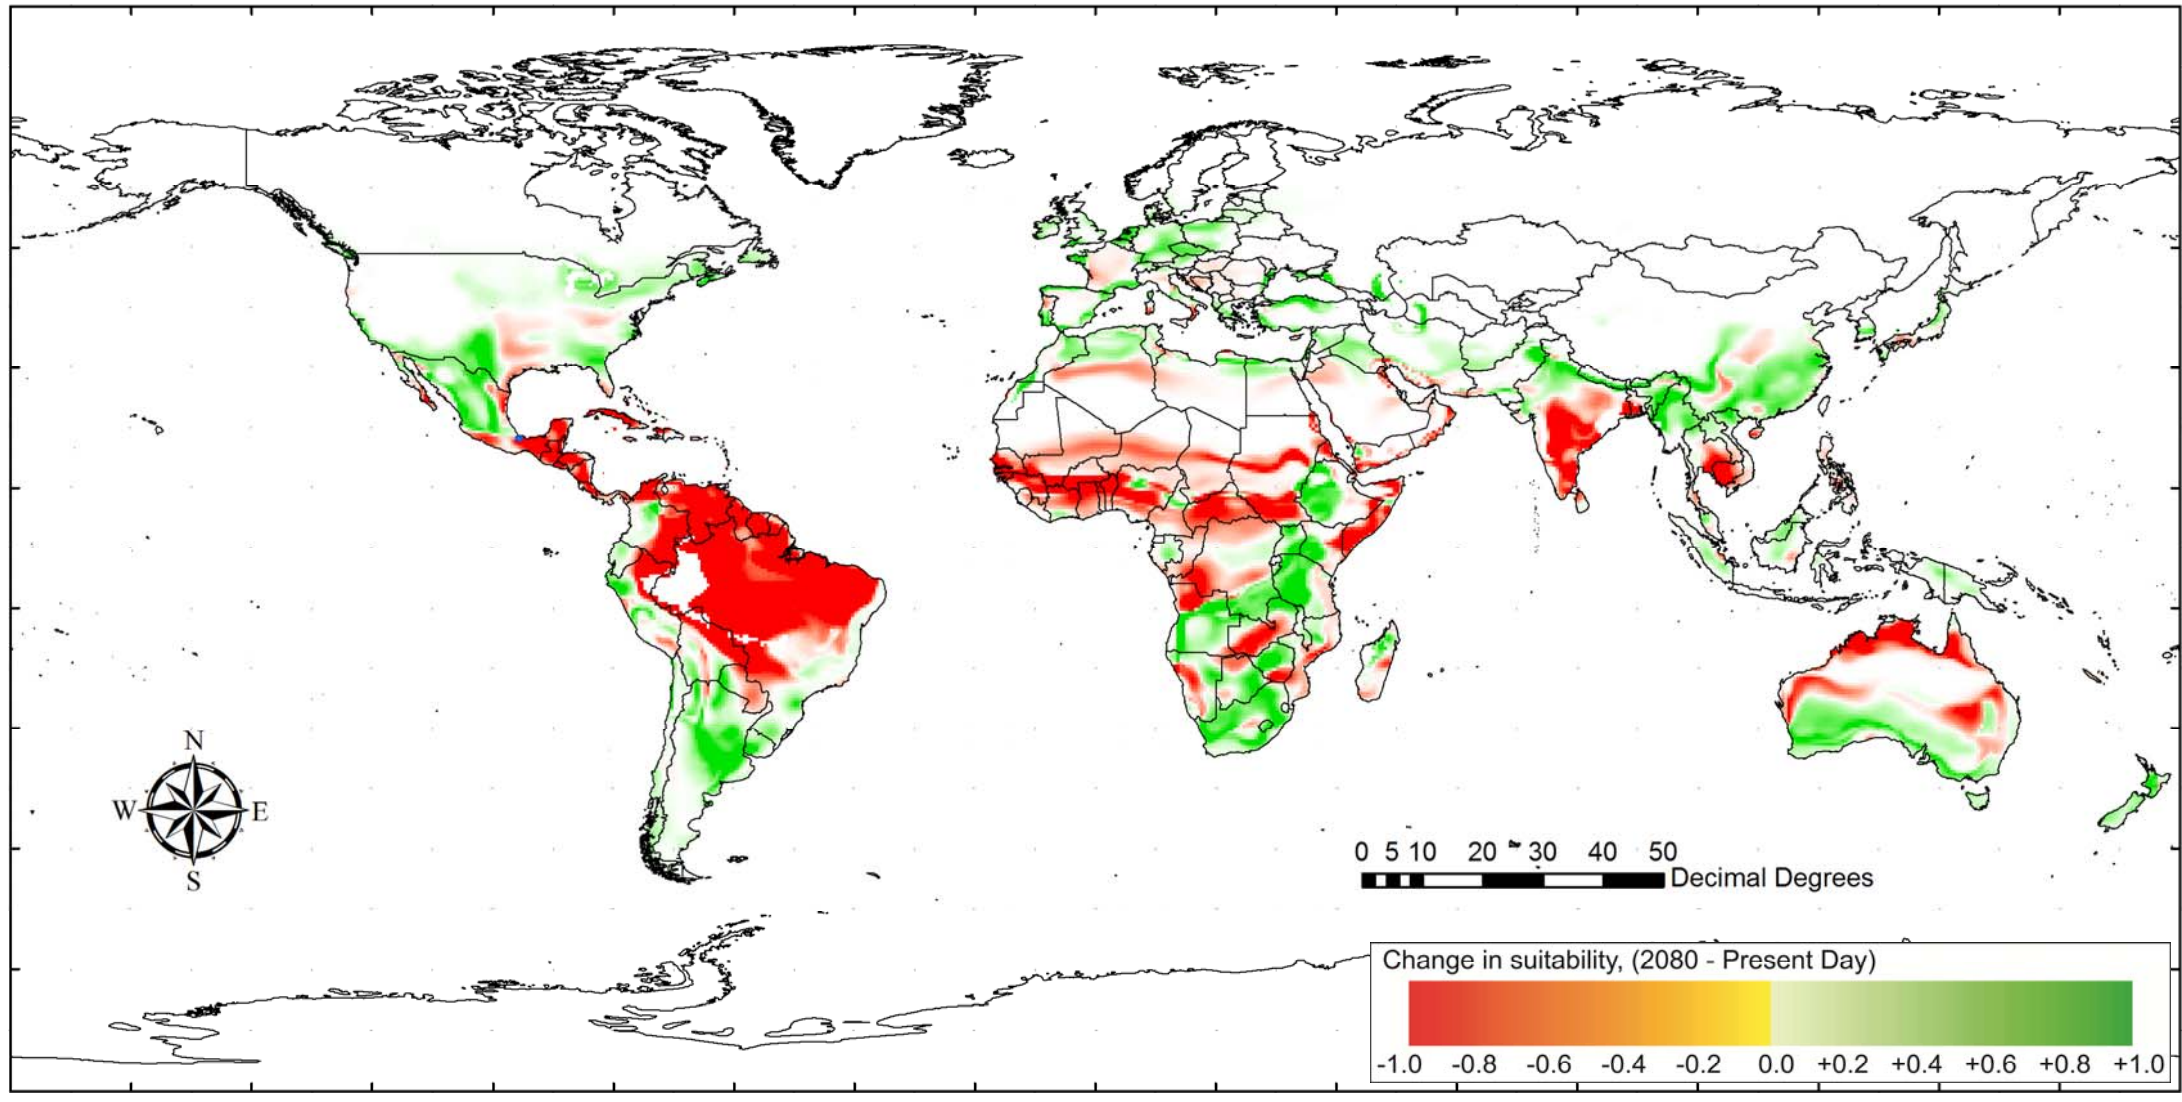 N
W E
S
0 5 10 20 30 40 50
Decimal Degrees
Change in suitability, (2080 - Present Day)
-1.0 -0.8 -0.6 -0.4 -0.2 0.0 +0.2 +0.4 +0.6 +0.8 +1.0